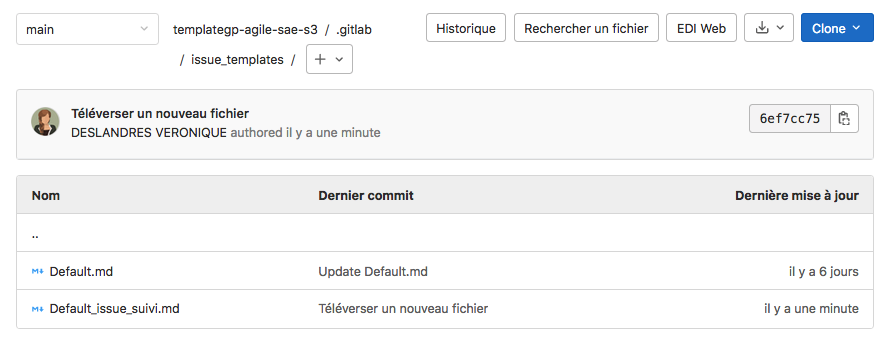 main
templategp-agile-sae-s3 / .gitlab
/ issue_templates /
Historique
Rechercher un fichier
EDI Web
Clone
Téléverser un nouveau fichier
DESLANDRES VERONIQUE authored il y a une minute
6ef7cc75
Nom Dernier commit Dernière mise à jour
..
Default.md Update Default.md il y a 6 jours
Default_issue_suivi.md Téléverser un nouveau fichier il y a une minute